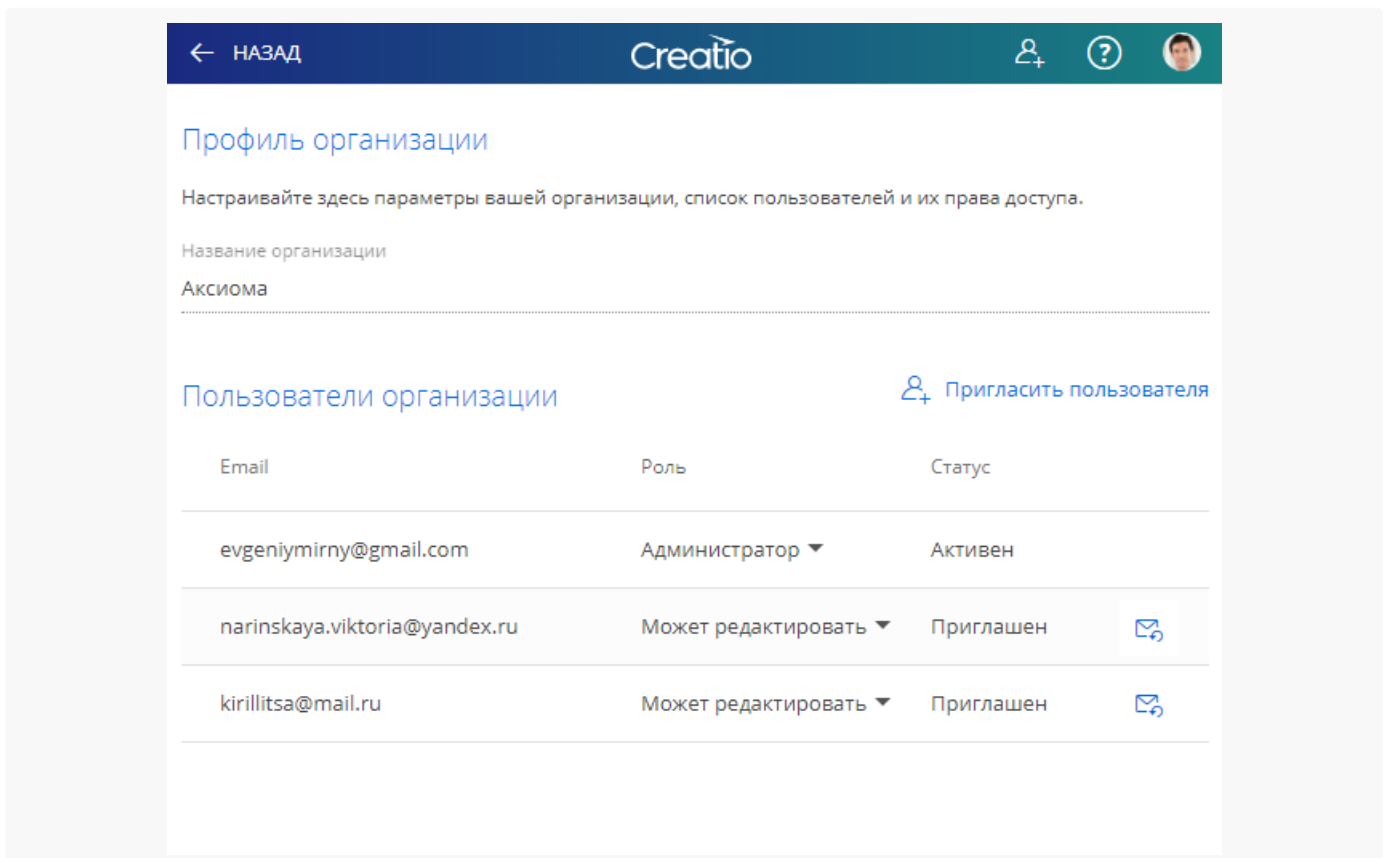 НАЗАД Creatio ?
Профиль организации
Настраивайте здесь параметры вашей организации, список пользователей и их права доступа.
Название организации
Аксиома
Пользователи организации Пригласить пользователя
Email Роль Статус
evgeniymirny@gmail.com Администратор Активен
narinskaya.viktoria@yandex.ru Может редактировать Приглашен
kirillitsa@mail.ru Может редактировать Приглашен